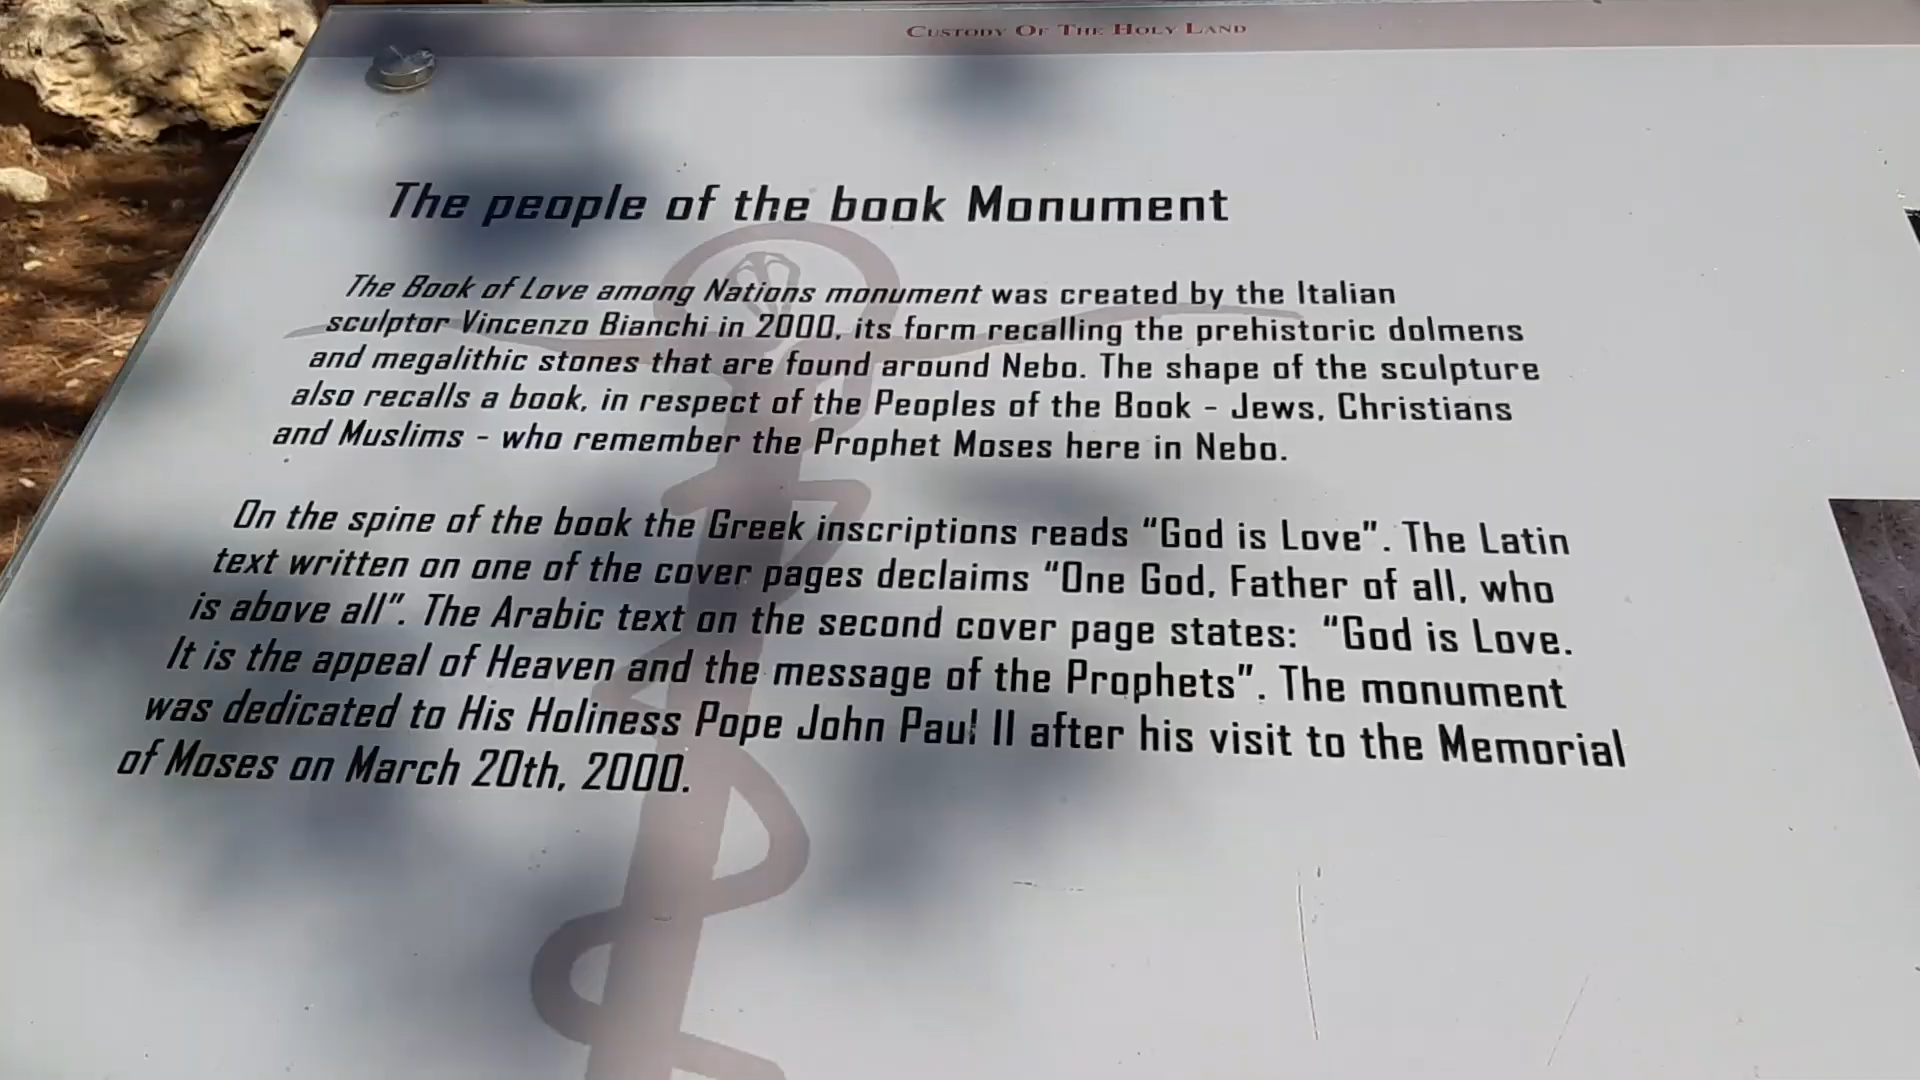 Custody Of The Holy Land
The people of the book Monument
The Book of Love among Nations monument was created by the Italian
sculptor Vincenzo Bianchi in 2000, its form recalling the prehistoric dolmens
and megalithic stones that are found around Nebo. The shape of the sculpture
also recalls a book, in respect of the Peoples of the Book - Jews, Christians
and Muslims - who remember the Prophet Moses here in Nebo.
On the spine of the book the Greek inscriptions reads "God is Love". The Latin
text written on one of the cover pages declaims "One God, Father of all, who
is above all". The Arabic text on the second cover page states: "God is Love.
It is the appeal of Heaven and the message of the Prophets". The monument
was dedicated to His Holiness Pope John Paul II after his visit to the Memorial
of Moses on March 20th, 2000.